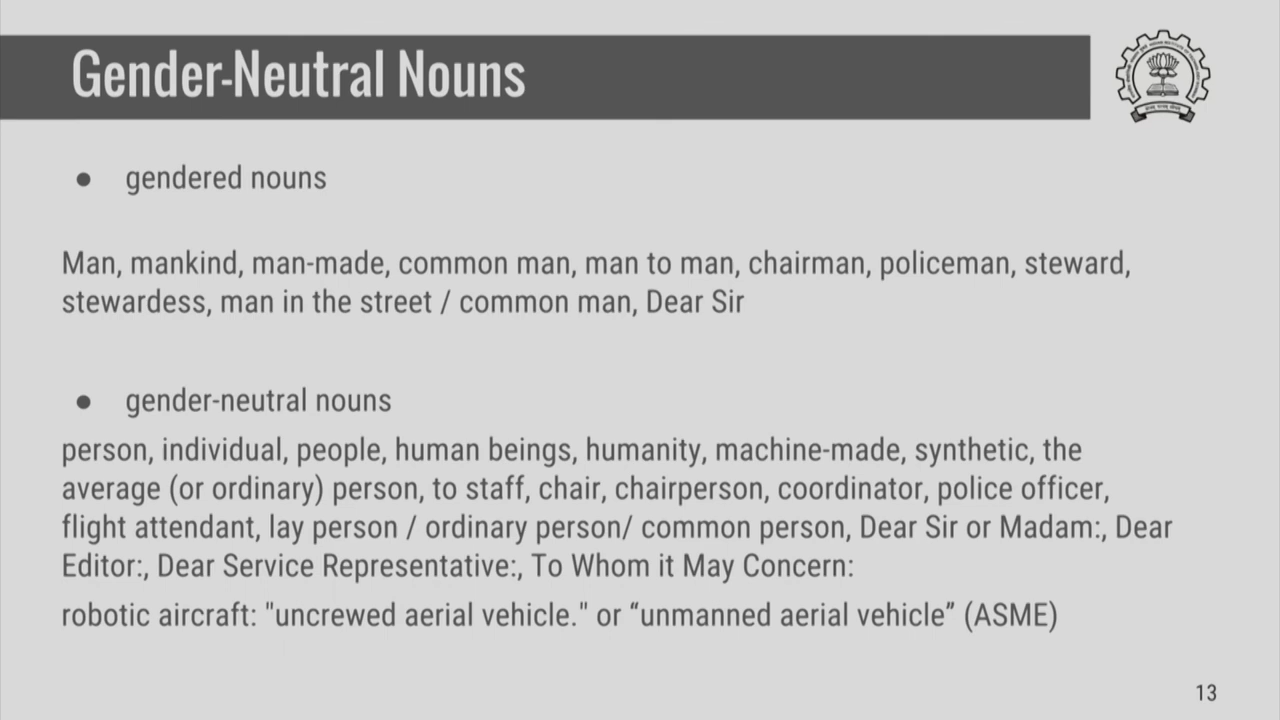 Gender-Neutral Nouns
● gendered nouns
Man, mankind, man-made, common man, man to man, chairman, policeman, steward,
stewardess, man in the street / common man, Dear Sir
● gender-neutral nouns
person, individual, people, human beings, humanity, machine-made, synthetic, the
average (or ordinary) person, to staff, chair, chairperson, coordinator, police officer,
flight attendant, lay person / ordinary person/ common person, Dear Sir or Madam:, Dear
Editor:, Dear Service Representative:, To Whom it May Concern:
robotic aircraft: "uncrewed aerial vehicle." or “unmanned aerial vehicle” (ASME)
13